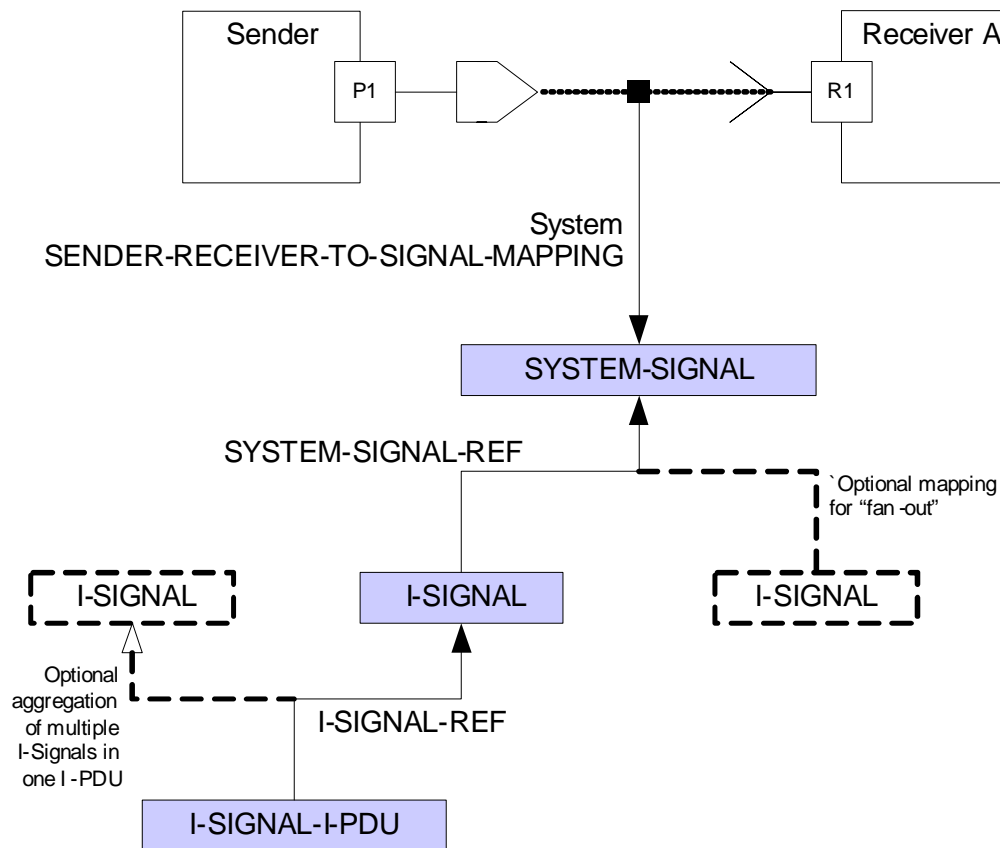 Sender
Receiver A
P1
R1
System
SENDER-RECEIVER-TO-SIGNAL-MAPPING
SYSTEM-SIGNAL
SYSTEM-SIGNAL-REF
`Optional mapping
for “fan -out”
I-SIGNAL
I-SIGNAL
I-SIGNAL
Optional
aggregation
of multiple
I-Signals in
one I -PDU
I-SIGNAL-REF
I-SIGNAL-I-PDU